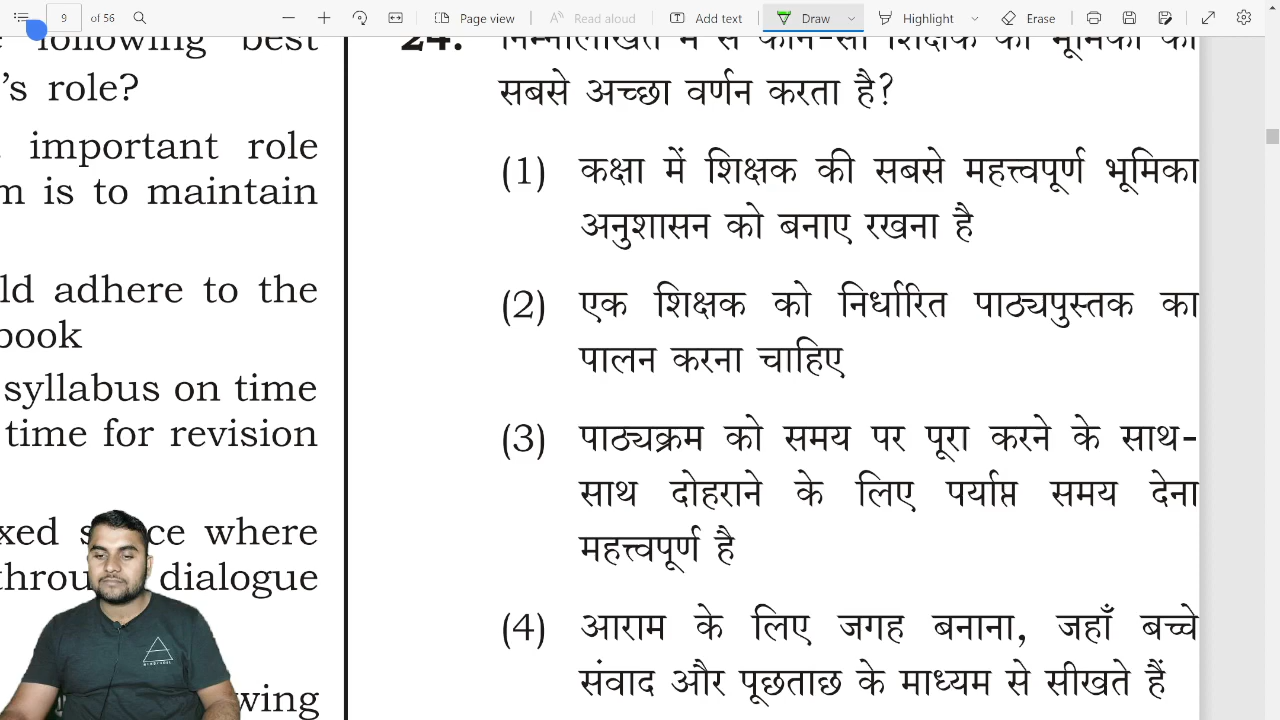 9 of 56
Page view
Read aloud
Add text
Draw
Highlight
Erase
following best
's role?
important role
m is to maintain
ld adhere to the
book
syllabus on time
time for revision
xed where
throu dialogue
wing
24. निम्नलिखित में से कौन-सा शिक्षक की भूमिका का
सबसे अच्छा वर्णन करता है?
(1) कक्षा में शिक्षक की सबसे महत्त्वपूर्ण भूमिका
अनुशासन को बनाए रखना है
(2) एक शिक्षक को निर्धारित पाठ्यपुस्तक का
पालन करना चाहिए
(3) पाठ्यक्रम को समय पर पूरा करने के साथ-
साथ दोहराने के लिए पर्याप्त समय देना
महत्त्वपूर्ण है
(4) आराम के लिए जगह बनाना, जहाँ बच्चे
संवाद और पूछताछ के माध्यम से सीखते हैं